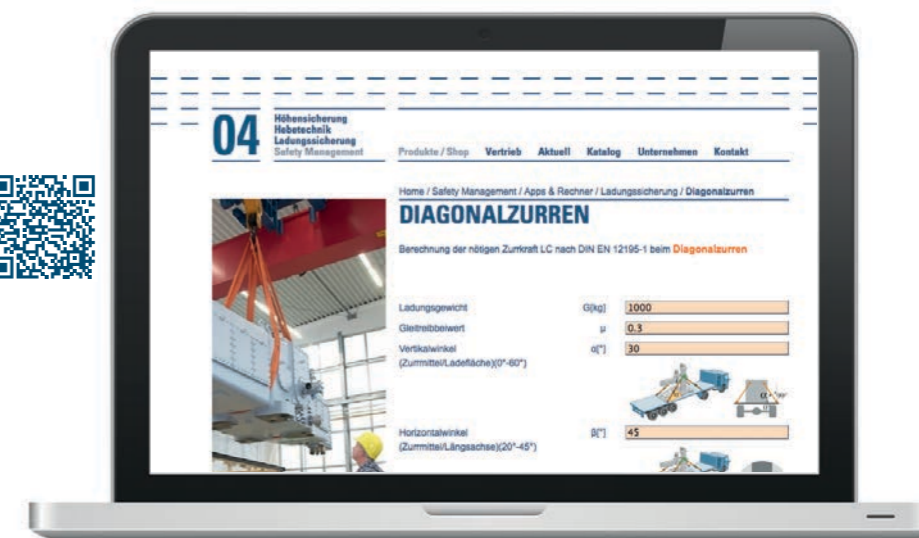 04
Höhensicherung
Hebetechnik
Ladungssicherung
Safety Management
Produkte / Shop Vertrieb Aktuell Katalog Unternehmen Kontakt
Home / Safety Management / Apps & Rechner / Ladungssicherung / Diagonalzurren
DIAGONALZURREN
Berechnung der nötigen Zurrkraft LC nach DIN EN 12195-1 beim Diagonalzurren
Ladungsgewicht G[kg] 1000
Gleitreibbeiwert µ 0.3
Vertikalwinkel α[°] 30
(Zurrmittel/Ladefläche)(0°-60°)
Horizontalwinkel β[°] 45
(Zurrmittel/Längsachse)(20°-45°)